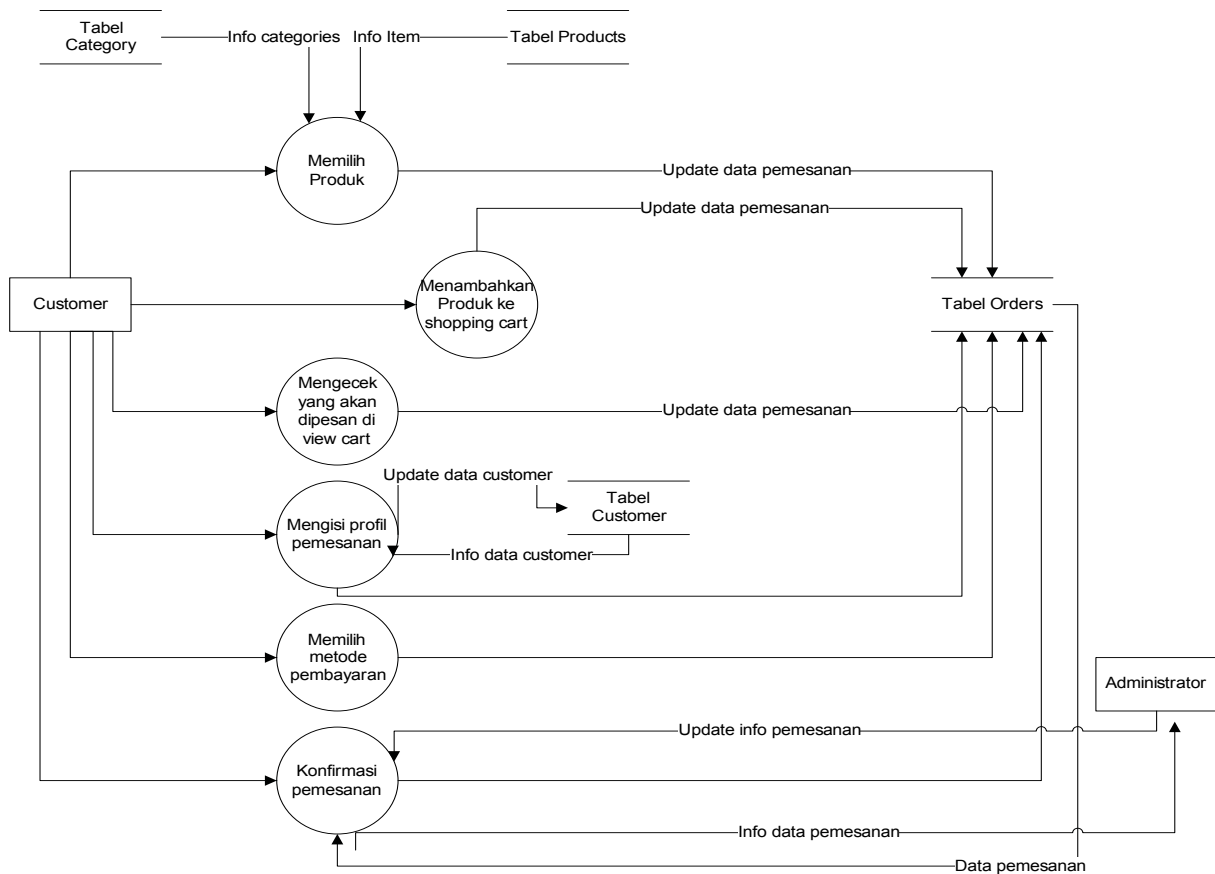 Tabel
Category
Info categories
Info Item
Tabel Products
Memilih
Produk
Update data pemesanan
Update data pemesanan
Customer
Menambahkan
Produk ke
shopping cart
Tabel Orders
Mengecek
yang akan
dipesan di
view cart
Update data pemesanan
Update data customer
Tabel
Customer
Mengisi profil
pemesanan
Info data customer
Memilih
metode
pembayaran
Administrator
Update info pemesanan
Konfirmasi
pemesanan
Info data pemesanan
Data pemesanan